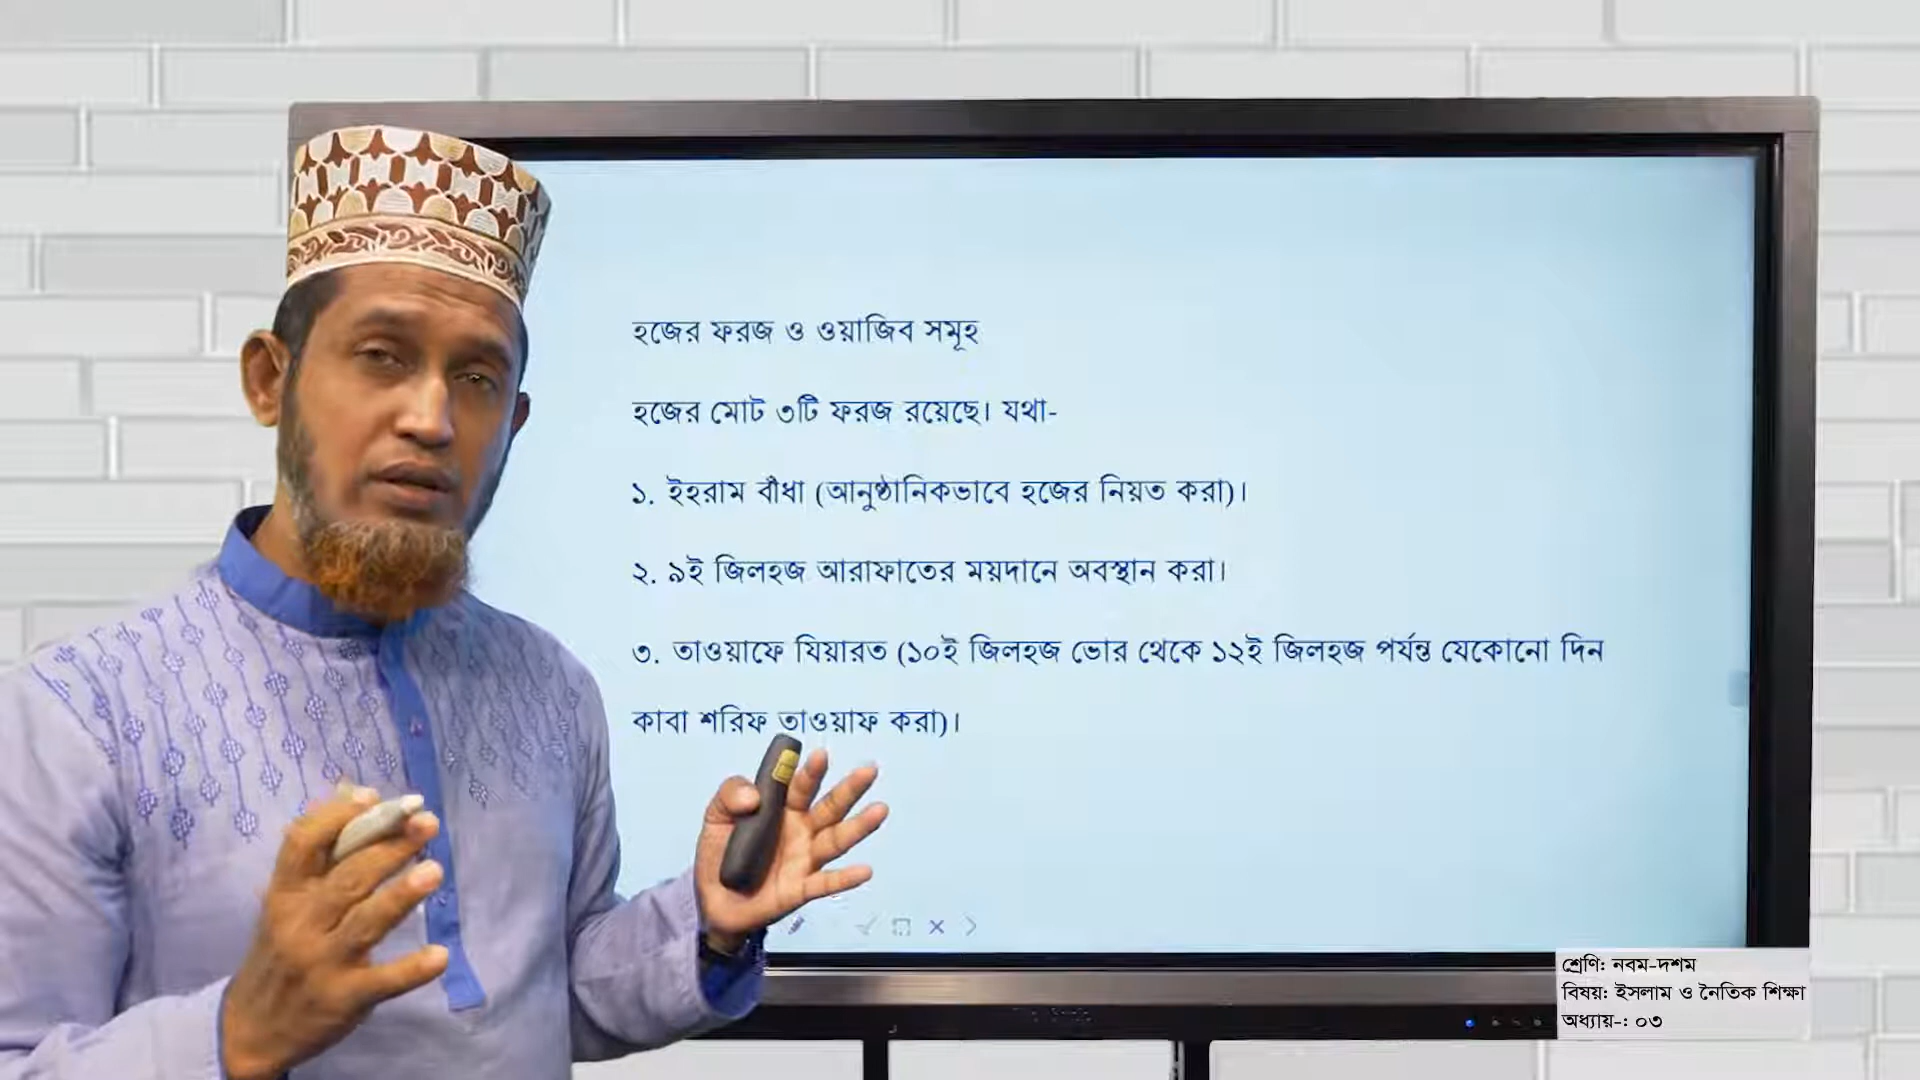 হজের ফরজ ও ওয়াজিব সমূহ
হজের মোট ৩টি ফরজ রয়েছে। যথা-
১. ইহরাম বাঁধা (আনুষ্ঠানিকভাবে হজের নিয়ত করা)।
২. ৯ই জিলহজ আরাফাতের ময়দানে অবস্থান করা।
৩. তাওয়াফে যিয়ারত (১০ই জিলহজ ভোর থেকে ১২ই জিলহজ পর্যন্ত যেকোনো দিন
কাবা শরিফ তাওয়াফ করা)।
শ্রেণি: নবম-দশম
বিষয়: ইসলাম ও নৈতিক শিক্ষা
অধ্যায়-: ০৩